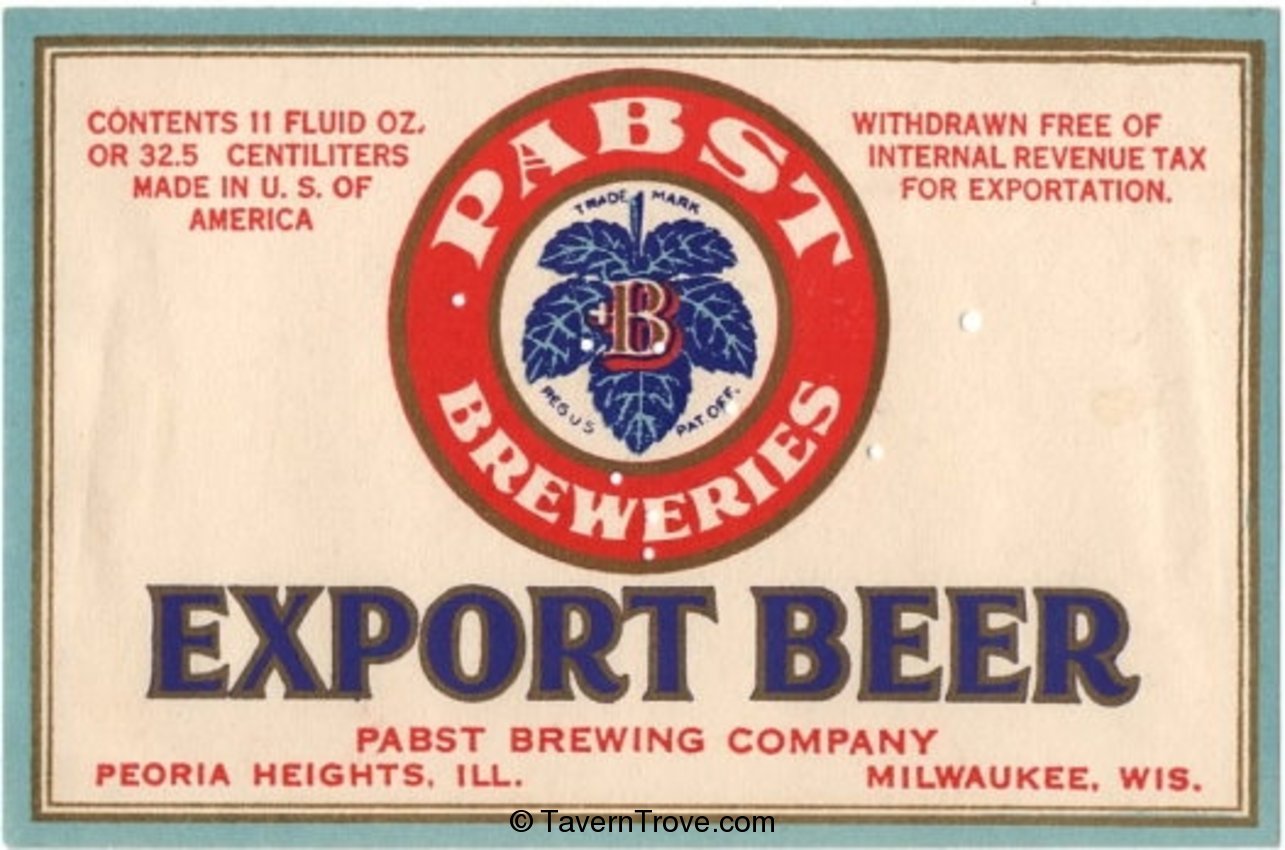 CONTENTS 11 FLUID OZ.
OR 32.5 CENTILITERS
MADE IN U. S. OF
AMERICA
WITHDRAWN FREE OF
INTERNAL REVENUE TAX
FOR EXPORTATION.
PABST
TRADE MARK
B
REG US PAT. OFF.
BREWERIES
EXPORT BEER
PABST BREWING COMPANY
PEORIA HEIGHTS, ILL.
MILWAUKEE, WIS.
© TavernTrove.com